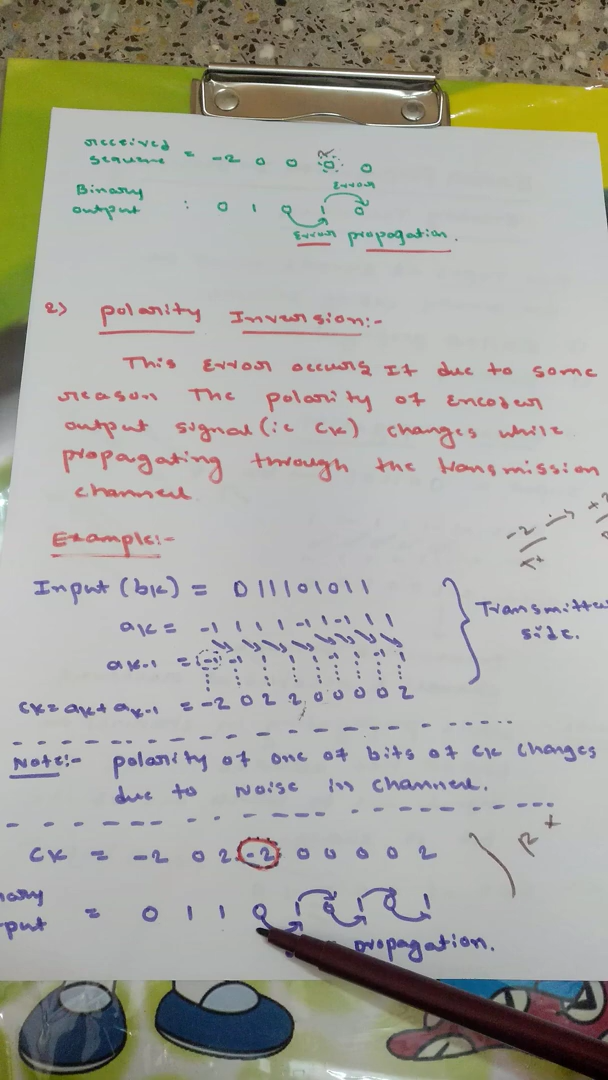 received
sequence = -2 0 0 0 0
Error
Binary
output : 0 1 0 1 0
Error propagation.
2) polarity Inversion:-
This Error occurs If due to some
reason The polarity of Encoder
output signal (ie Ck) changes while
propagating through the transmission
channel
Example:-
Input (bk) = 011101011
ak = -1 1 1 1 -1 1 -1 1 1
ak-1 = -1 -1 1 1 1 -1 1 -1 1
Transmitter
side.
Ck = ak + ak-1 = -2 0 2 2 0 0 0 0 2
Note:- polarity of one of bits of Ck changes
due to Noise in channel.
Ck = -2 0 2 -2 0 0 0 0 2
= 0 1 1 0 1 0 1 0 1
propagation.